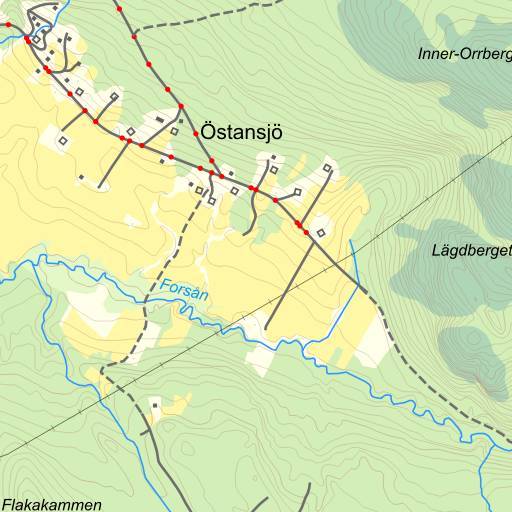 Inner-Orrberg
Östansjö
Lägdberget
Forsån
Flakakammen